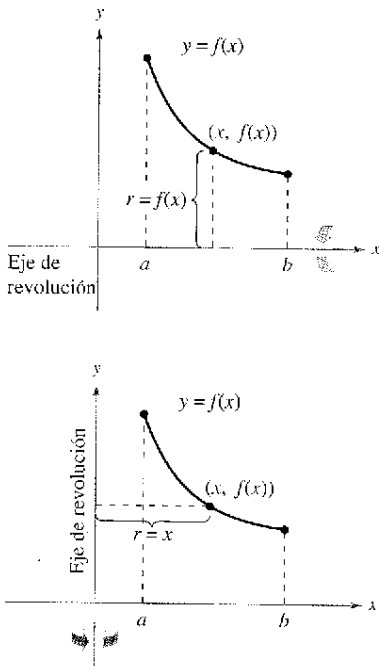 y
y = f(x)
(x, f(x))
r = f(x)
x
Eje de
revolución
a
b
y
y = f(x)
Eje de revolución
(x, f(x))
r = x
x
a
b